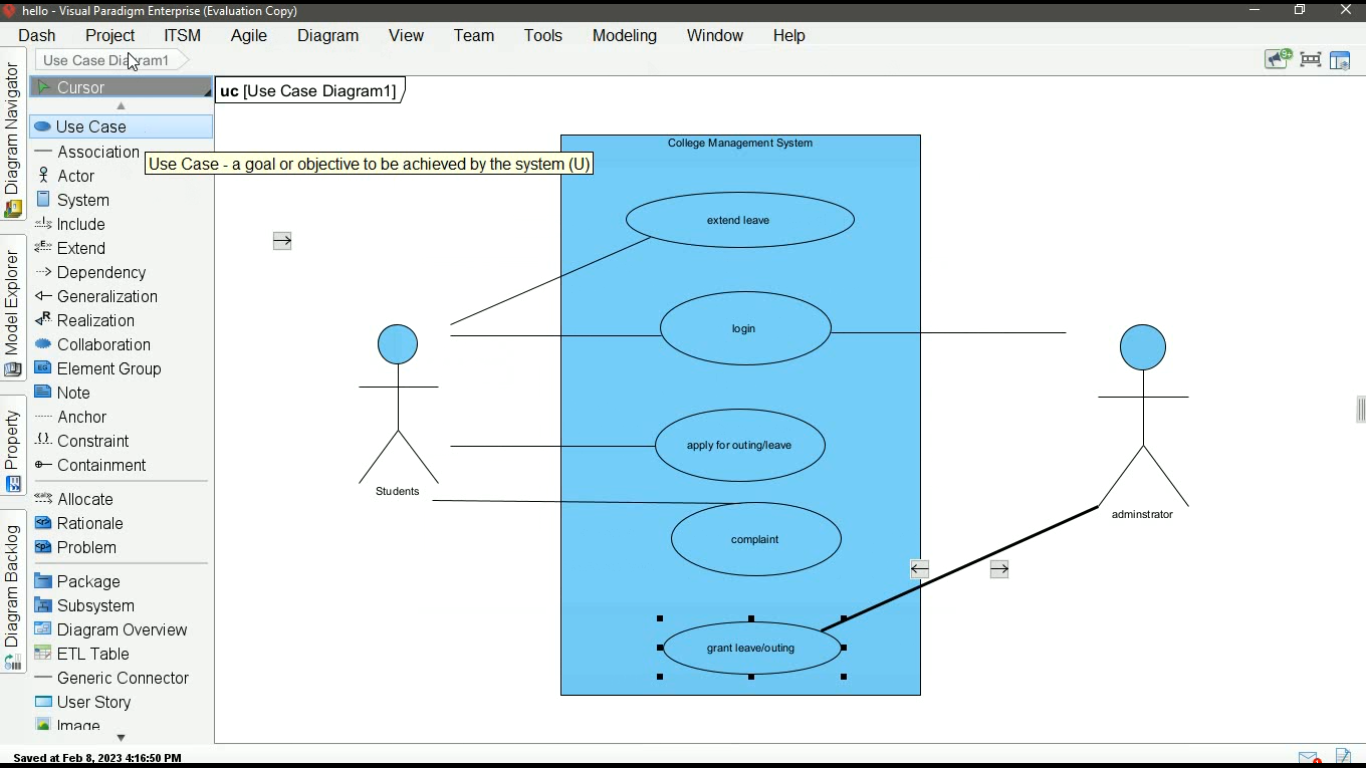 hello - Visual Paradigm Enterprise (Evaluation Copy)
Dash Project ITSM Agile Diagram View Team Tools Modeling Window Help
Use Case Diagram1
Diagram Navigator
Model Explorer
Property
Diagram Backlog
Cursor
Use Case
Association
Actor
System
Include
Extend
Dependency
Generalization
Realization
Collaboration
Element Group
Note
Anchor
Constraint
Containment
Allocate
Rationale
Problem
Package
Subsystem
Diagram Overview
ETL Table
Generic Connector
User Story
Image
Use Case - a goal or objective to be achieved by the system (U)
uc [Use Case Diagram1]
College Management System
extend leave
login
apply for outing/leave
complaint
grant leave/outing
Students
adminstrator
Saved at Feb 8, 2023 4:16:50 PM